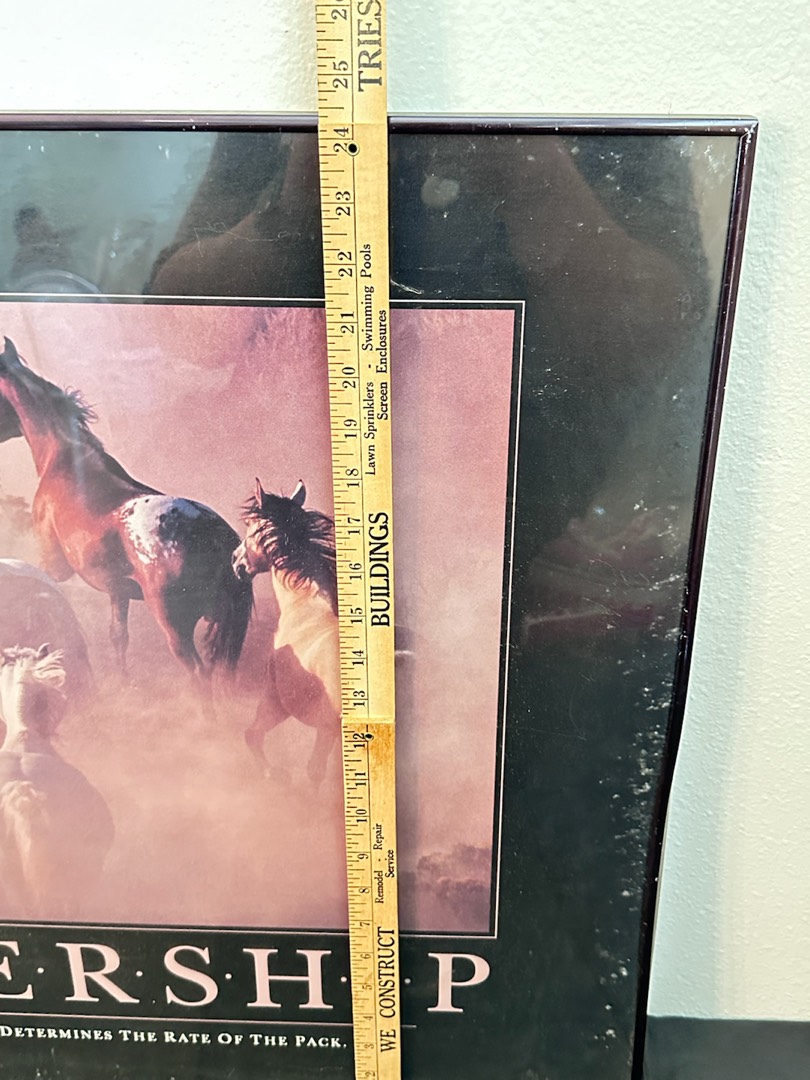 TRIES
26
25
24
23
22
21
20
19
18
17
16
15
14
13
12
11
10
9
8
7
6
5
4
3
2
Lawn Sprinklers - Swimming Pools
Screen Enclosures
BUILDINGS
Remodel - Repair
Service
WE CONSTRUCT
E·R·S·H· ·P
DETERMINES THE RATE OF THE PACK.